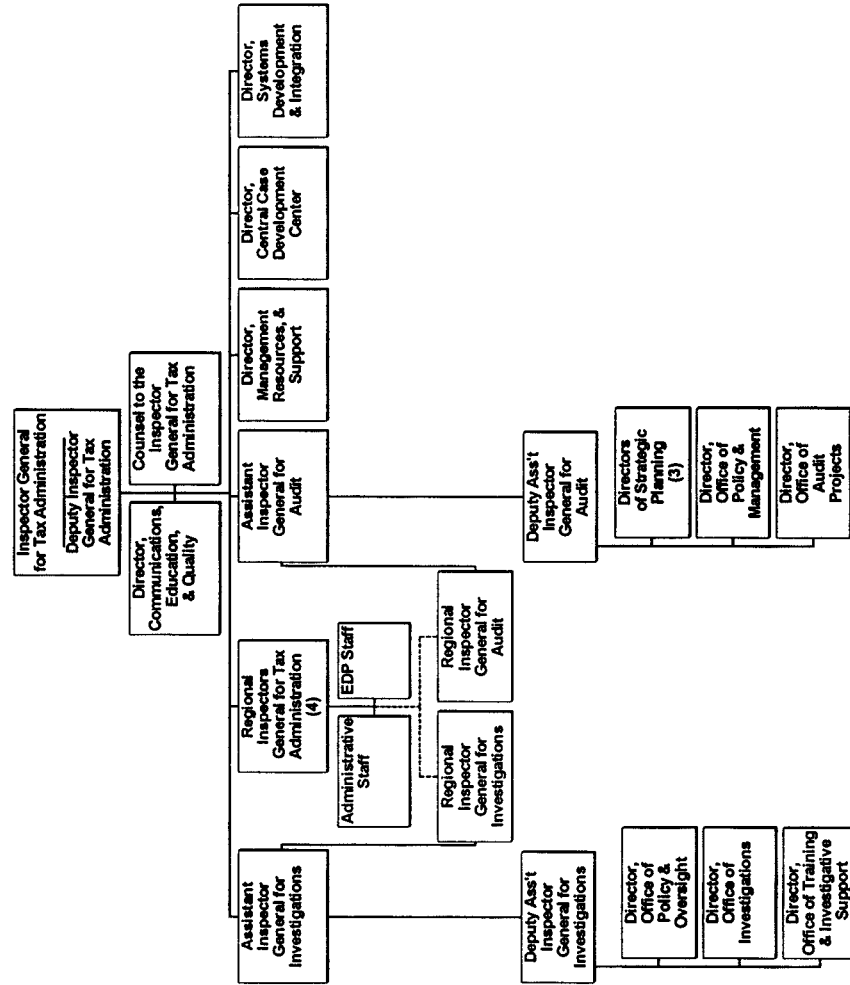 Inspector General
for Tax Administration
Deputy Inspector
General for Tax
Administration
Director,
Communications,
Education,
& Quality
Counsel to the
Inspector
General for Tax
Administration
Assistant
Inspector
General for
Investigations
Regional
Inspectors
General for Tax
Administration
(4)
Assistant
Inspector
General for
Audit
Director,
Management
Resources, &
Support
Director,
Central Case
Development
Center
Director,
Systems
Development
& Integration
Administrative
Staff
EDP Staff
Regional
Inspector
General for
Investigations
Regional
Inspector
General for
Audit
Deputy Ass't
Inspector
General for
Investigations
Director,
Office of
Policy &
Oversight
Director,
Office of
Investigations
Director,
Office of Training
& Investigative
Support
Deputy Ass't
Inspector
General for
Audit
Directors
of Strategic
Planning
(3)
Director,
Office of
Policy &
Management
Director,
Office of
Audit
Projects